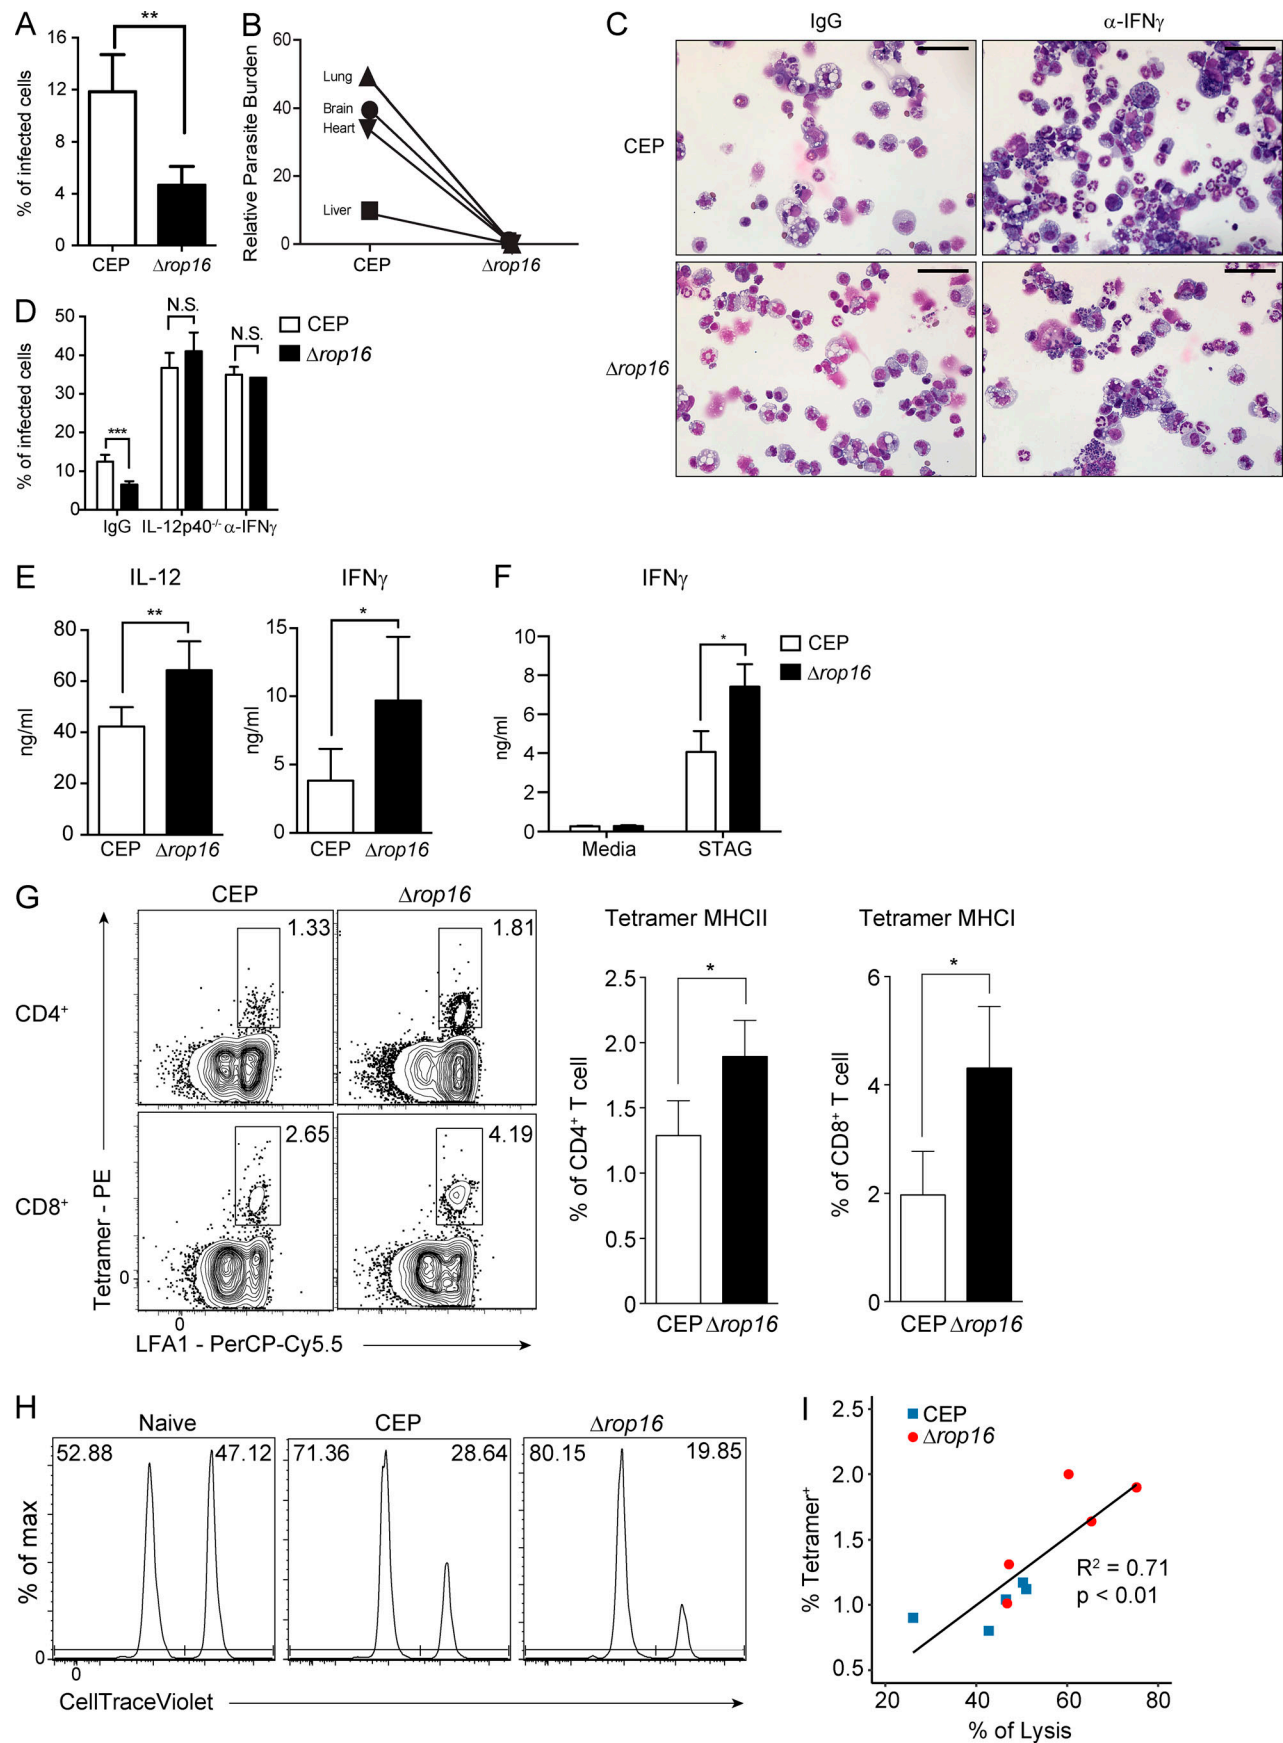 A
**
% of infected cells
16
12
8
4
0
CEP
Δrop16
B
Relative Parasite Burden
60
40
20
0
Lung
Brain
Heart
Liver
CEP
Δrop16
C
IgG
α-IFNγ
CEP
Δrop16
D
% of infected cells
50
40
30
20
10
0
***
N.S.
N.S.
CEP
Δrop16
IgG
IL-12p40-/-
α-IFNγ
E
IL-12
**
ng/ml
80
60
40
20
0
CEP
Δrop16
IFNγ
*
ng/ml
15
10
5
0
CEP
Δrop16
F
IFNγ
*
ng/ml
10
8
6
4
2
0
Media
STAG
CEP
Δrop16
G
CEP
Δrop16
1.33
1.81
CD4+
2.65
4.19
CD8+
Tetramer - PE
0
0
LFA1 - PerCP-Cy5.5
Tetramer MHCII
*
% of CD4+ T cell
2.5
2.0
1.5
1.0
0.5
0
CEP
Δrop16
Tetramer MHCI
*
% of CD8+ T cell
6
4
2
0
CEP
Δrop16
H
Naive
CEP
Δrop16
52.88
47.12
71.36
28.64
80.15
19.85
% of max
0
0
CellTraceViolet
I
CEP
Δrop16
% Tetramer+
2.5
2.0
1.5
1.0
0.5
R2 = 0.71
p < 0.01
20
40
60
80
% of Lysis